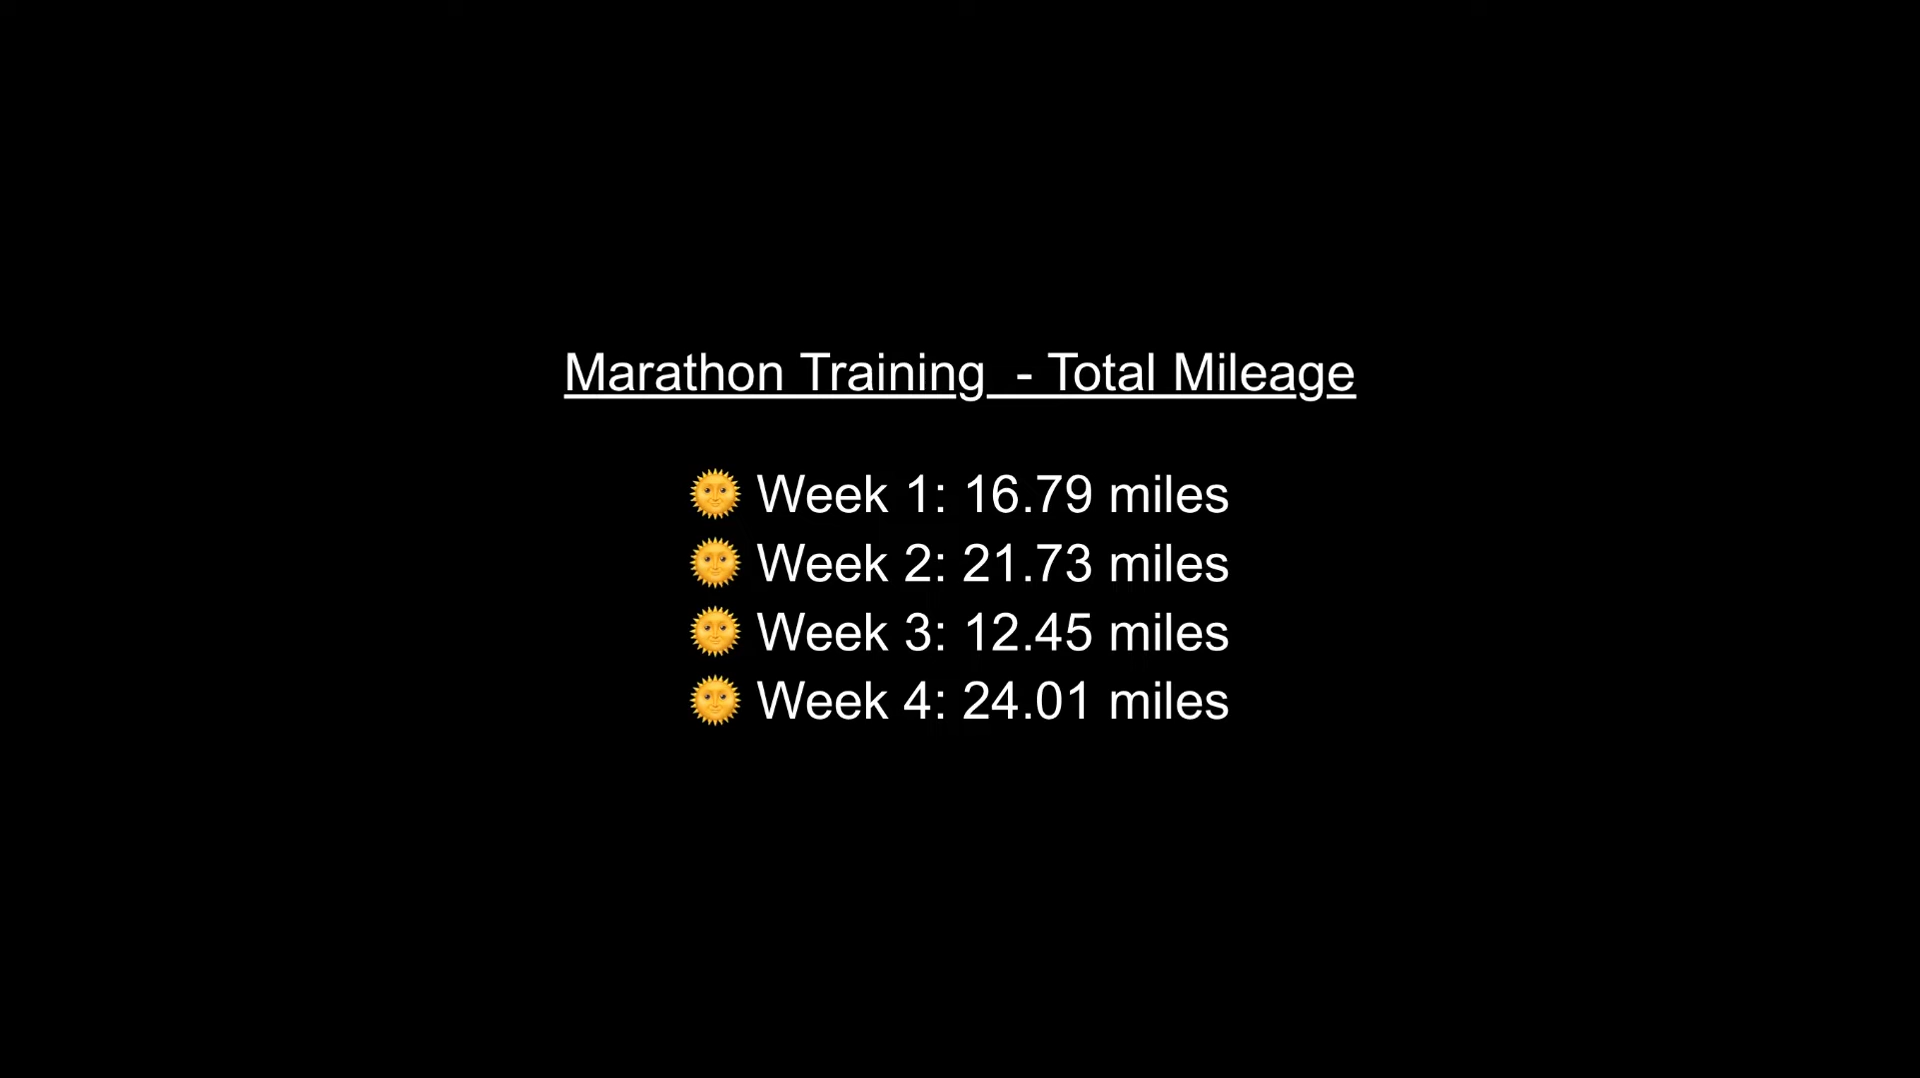 Marathon Training  - Total Mileage
🌞 Week 1: 16.79 miles
🌞 Week 2: 21.73 miles
🌞 Week 3: 12.45 miles
🌞 Week 4: 24.01 miles